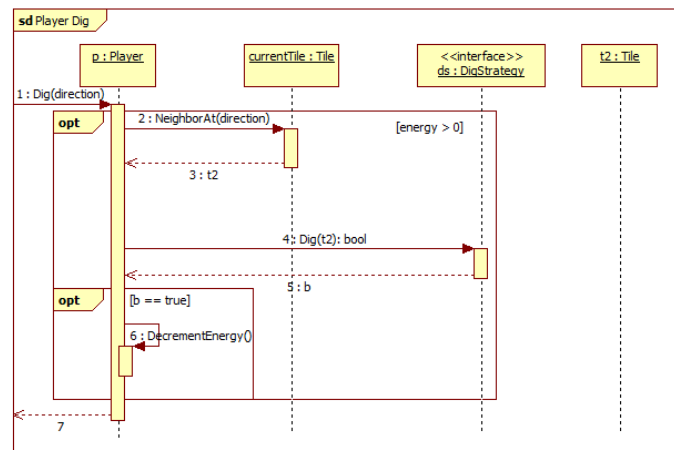 sd Player Dig
p : Player
currentTile : Tile
<<interface>>
ds : DigStrategy
t2 : Tile
1 : Dig(direction)
opt
2 : NeighborAt(direction)
[energy > 0]
3 : t2
4 : Dig(t2): bool
5 : b
opt
[b == true]
6 : DecrementEnergy()
7